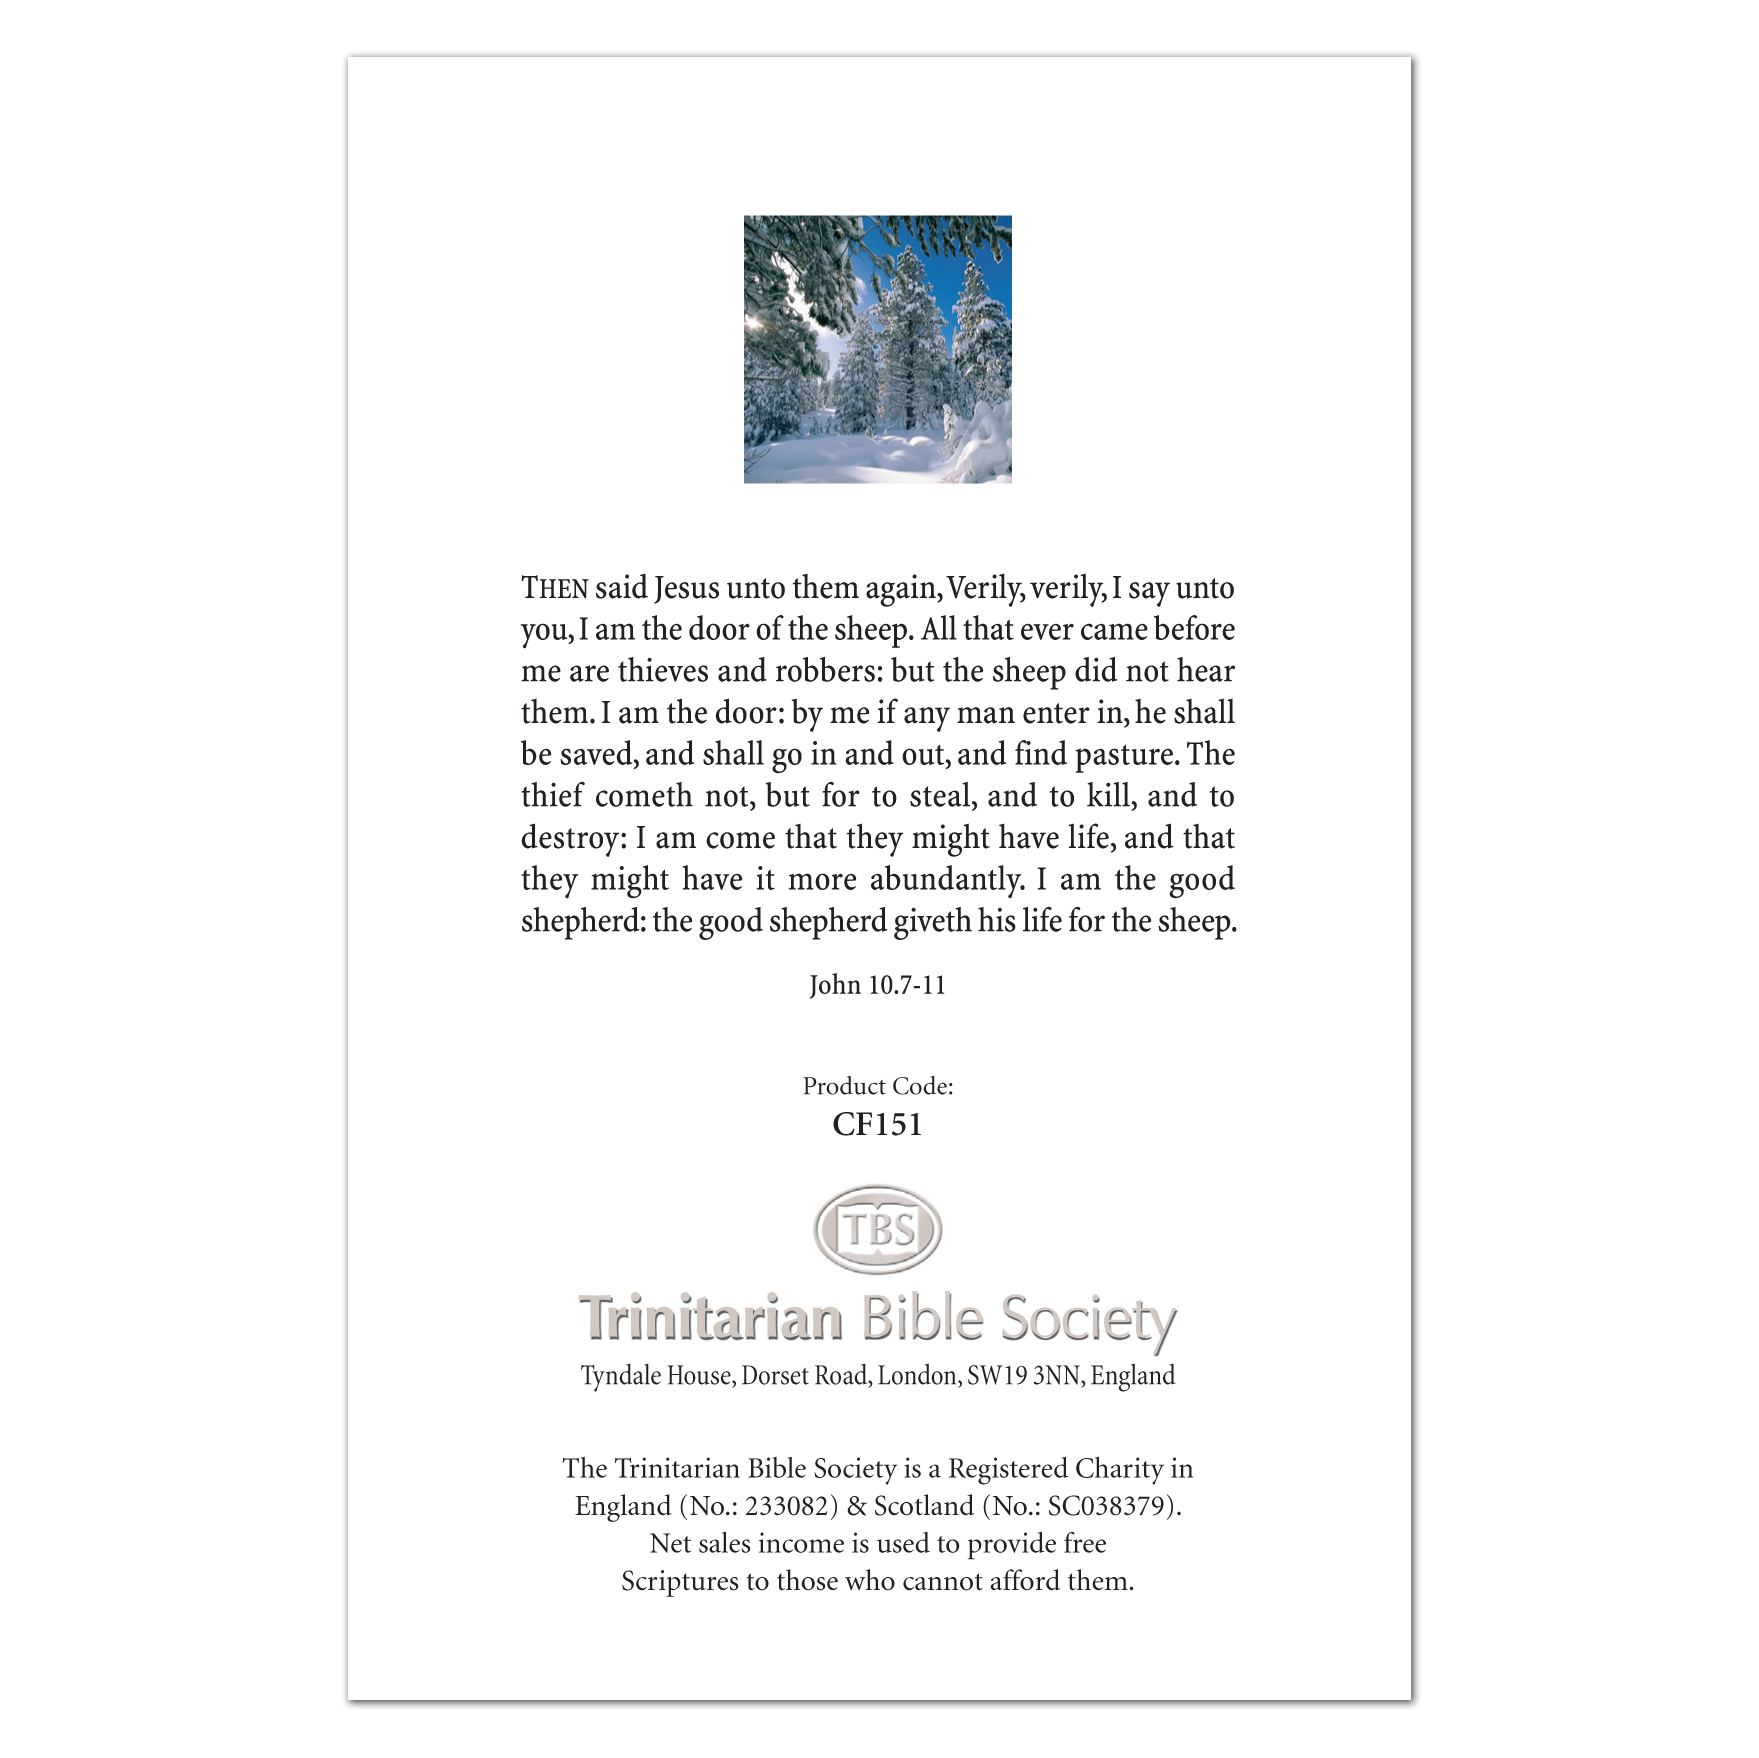 THEN said Jesus unto them again, Verily, verily, I say unto
you, I am the door of the sheep. All that ever came before
me are thieves and robbers: but the sheep did not hear
them. I am the door: by me if any man enter in, he shall
be saved, and shall go in and out, and find pasture. The
thief cometh not, but for to steal, and to kill, and to
destroy: I am come that they might have life, and that
they might have it more abundantly. I am the good
shepherd: the good shepherd giveth his life for the sheep.
John 10.7-11
Product Code:
CF151
TBS
Trinitarian Bible Society
Tyndale House, Dorset Road, London, SW19 3NN, England
The Trinitarian Bible Society is a Registered Charity in
England (No.: 233082) & Scotland (No.: SC038379).
Net sales income is used to provide free
Scriptures to those who cannot afford them.